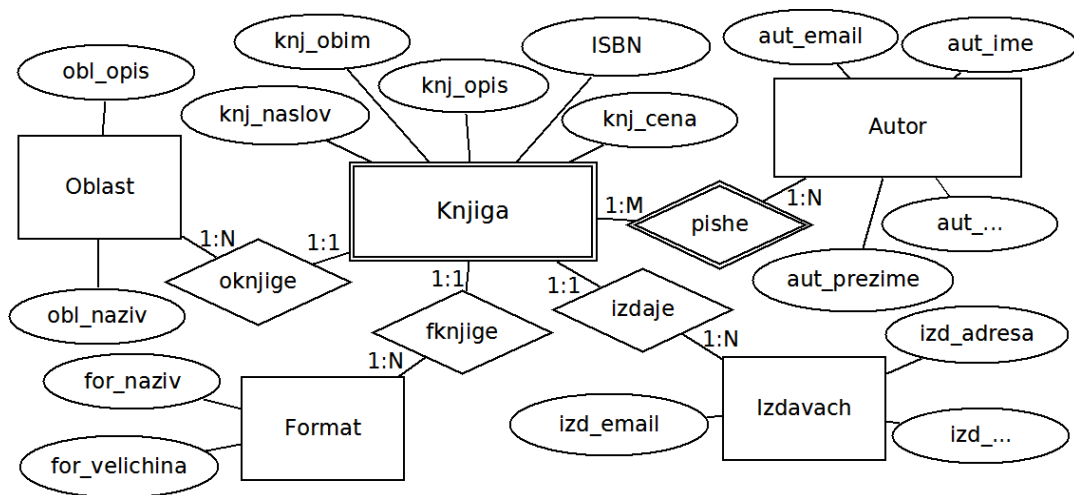 knj_obim
ISBN
aut_email
aut_ime
obl_opis
knj_opis
knj_naslov
knj_cena
Autor
Oblast
Knjiga
1:M
1:N
pishe
aut_...
1:N
1:1
oknjige
1:1
1:1
aut_prezime
obl_naziv
fknjige
izdaje
1:N
1:N
izd_adresa
for_naziv
Format
izd_email
Izdavach
izd_...
for_velichina